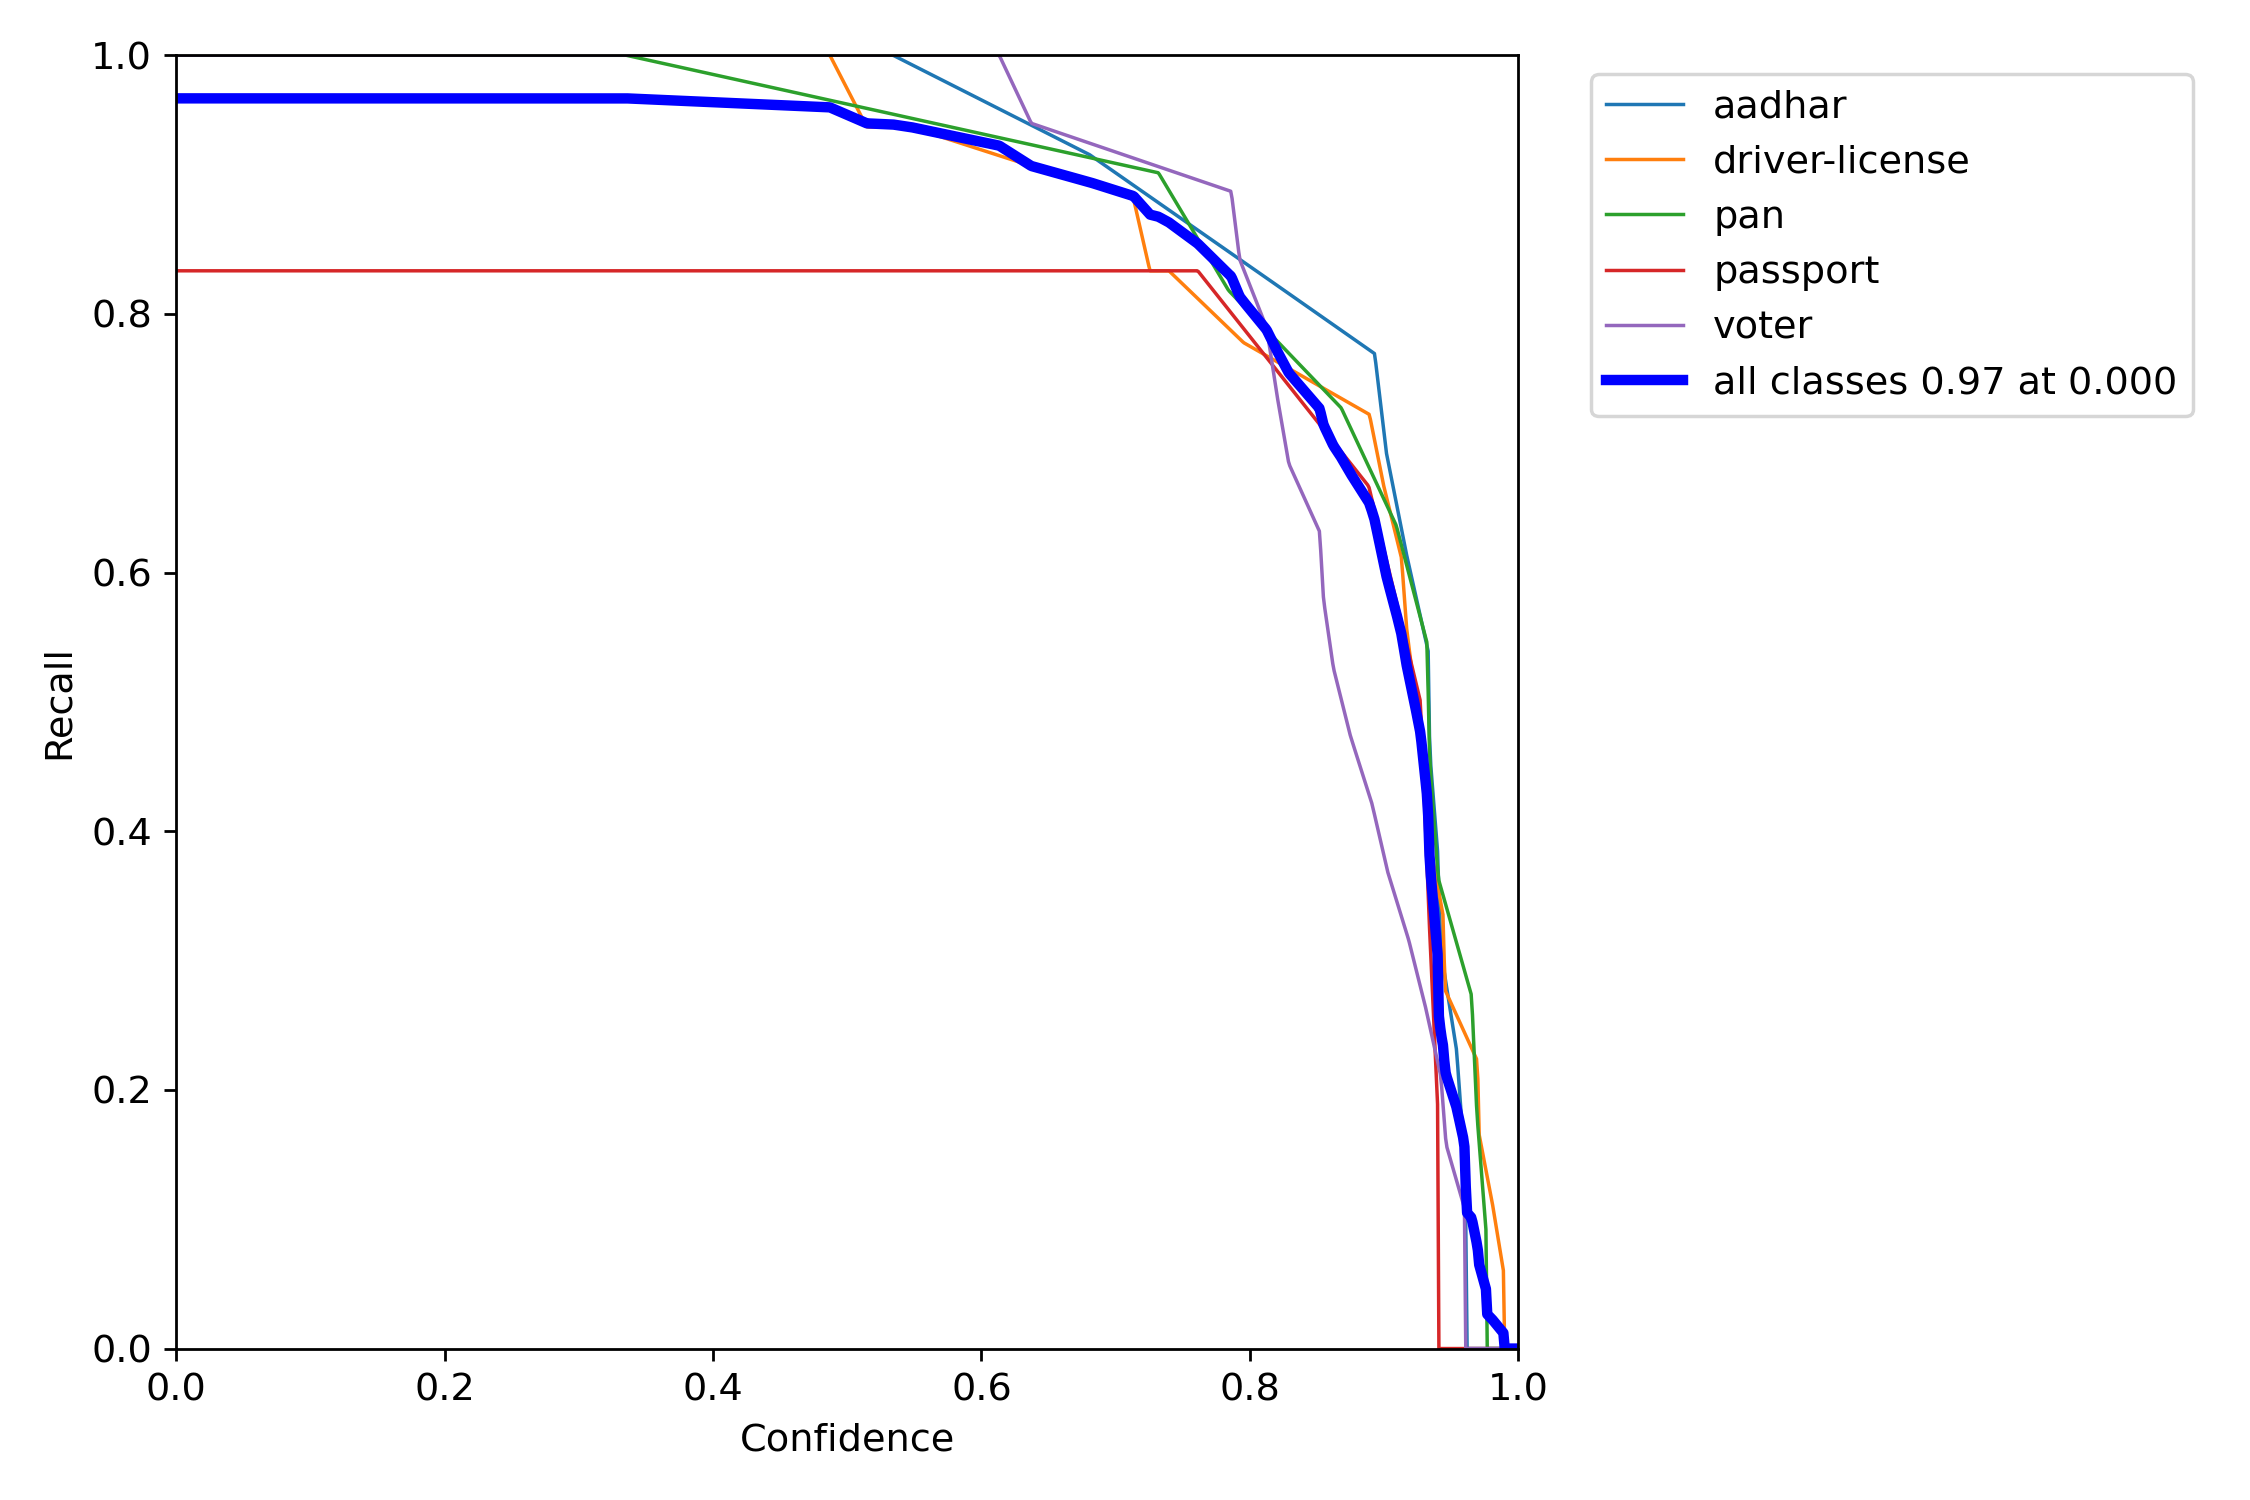 1.0
0.8
0.6
0.4
0.2
0.0
Recall
0.0 0.2 0.4 0.6 0.8 1.0
Confidence
aadhar
driver-license
pan
passport
voter
all classes 0.97 at 0.000